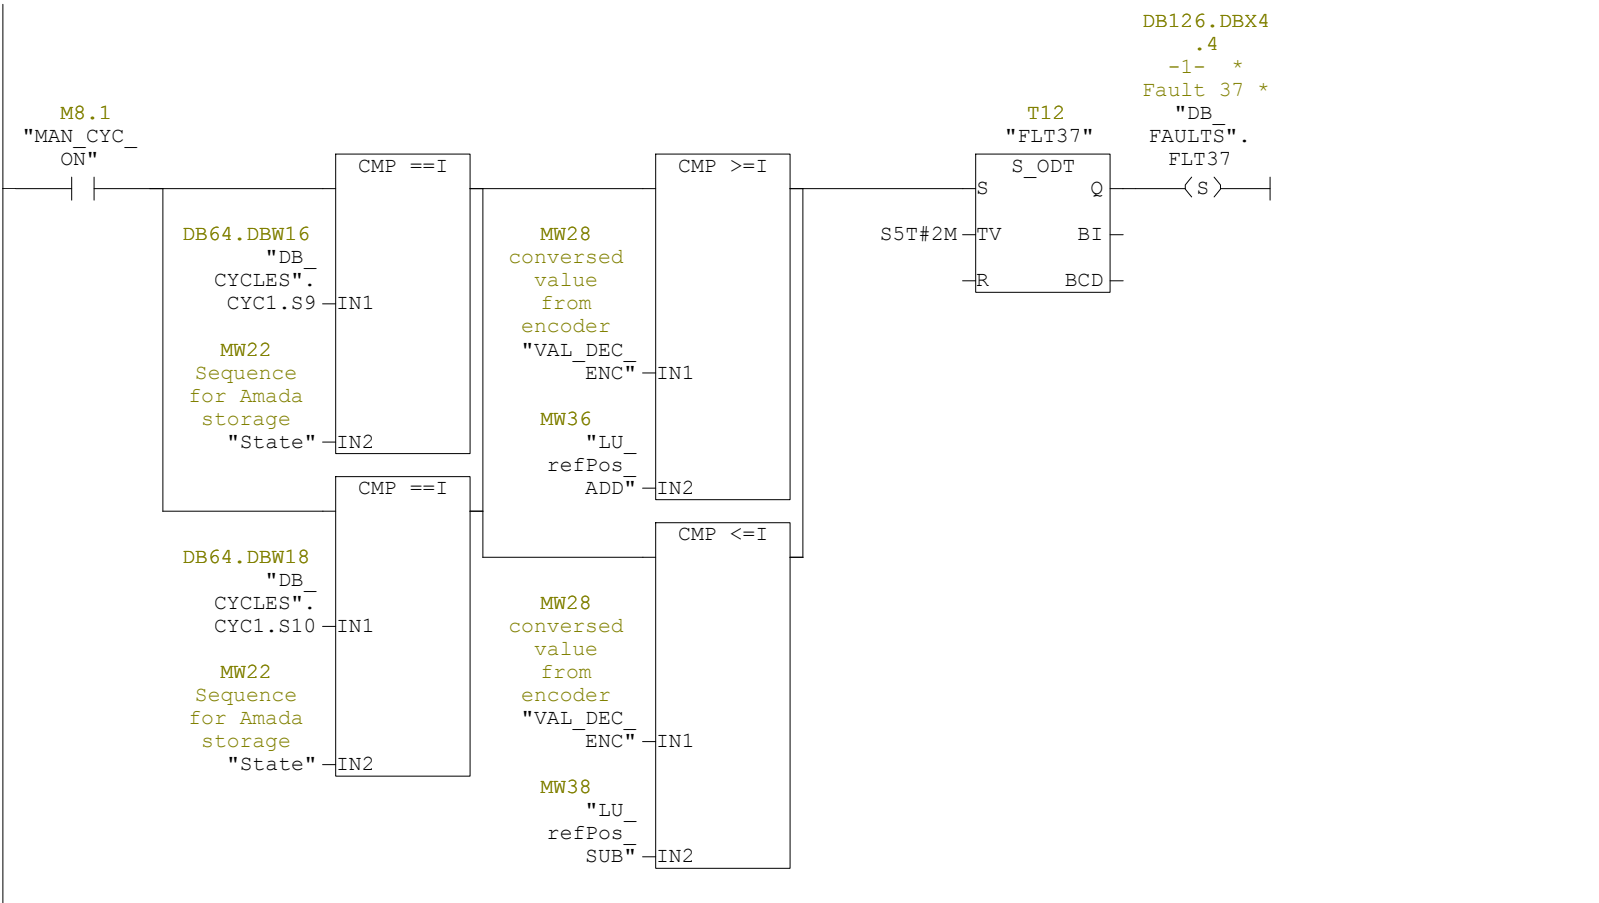 DB126.DBX4
.4
-1- *
Fault 37 *
"DB_
FAULTS".
FLT37
M8.1
"MAN_CYC_
ON"
T12
"FLT37"
CMP ==I
CMP >=I
S_ODT
S
Q
(S)
DB64.DBW16
"DB_
CYCLES".
CYC1.S9
IN1
MW28
conversed
value
from
encoder
"VAL_DEC_
ENC"
IN1
S5T#2M
TV
BI
R
BCD
MW22
Sequence
for Amada
storage
"State"
IN2
MW36
"LU_
refPos_
ADD"
IN2
CMP ==I
CMP <=I
DB64.DBW18
"DB_
CYCLES".
CYC1.S10
IN1
MW28
conversed
value
from
encoder
"VAL_DEC_
ENC"
IN1
MW22
Sequence
for Amada
storage
"State"
IN2
MW38
"LU_
refPos_
SUB"
IN2